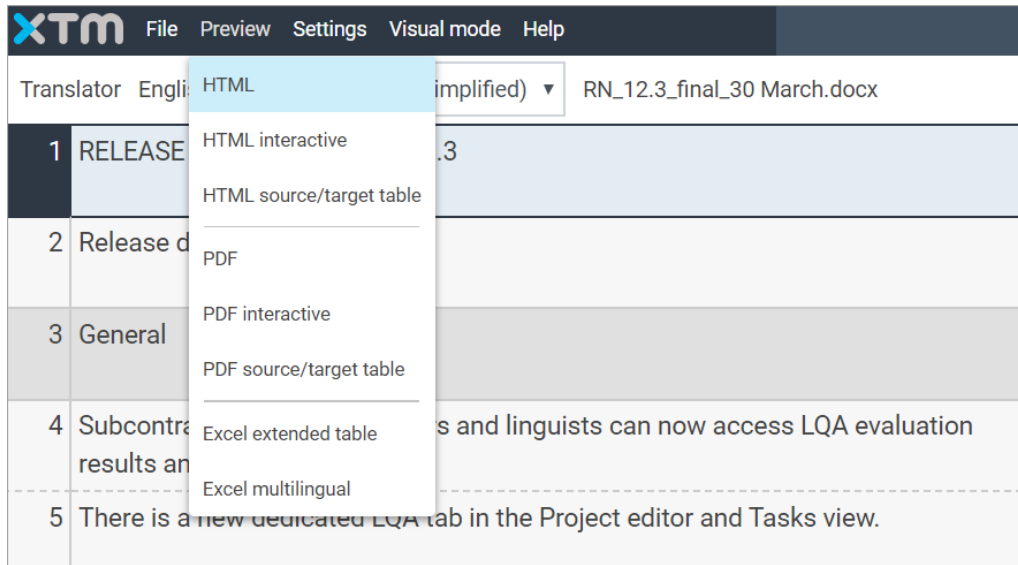 XTM File Preview Settings Visual mode Help
Translator Engli implified) ▼ RN_12.3_final_30 March.docx
HTML
HTML interactive
HTML source/target table
PDF
PDF interactive
PDF source/target table
Excel extended table
Excel multilingual
1 RELEASE .3
2 Release d
3 General
4 Subcontra s and linguists can now access LQA evaluation
results an
5 There is a new dedicated LQA tab in the Project editor and Tasks view.